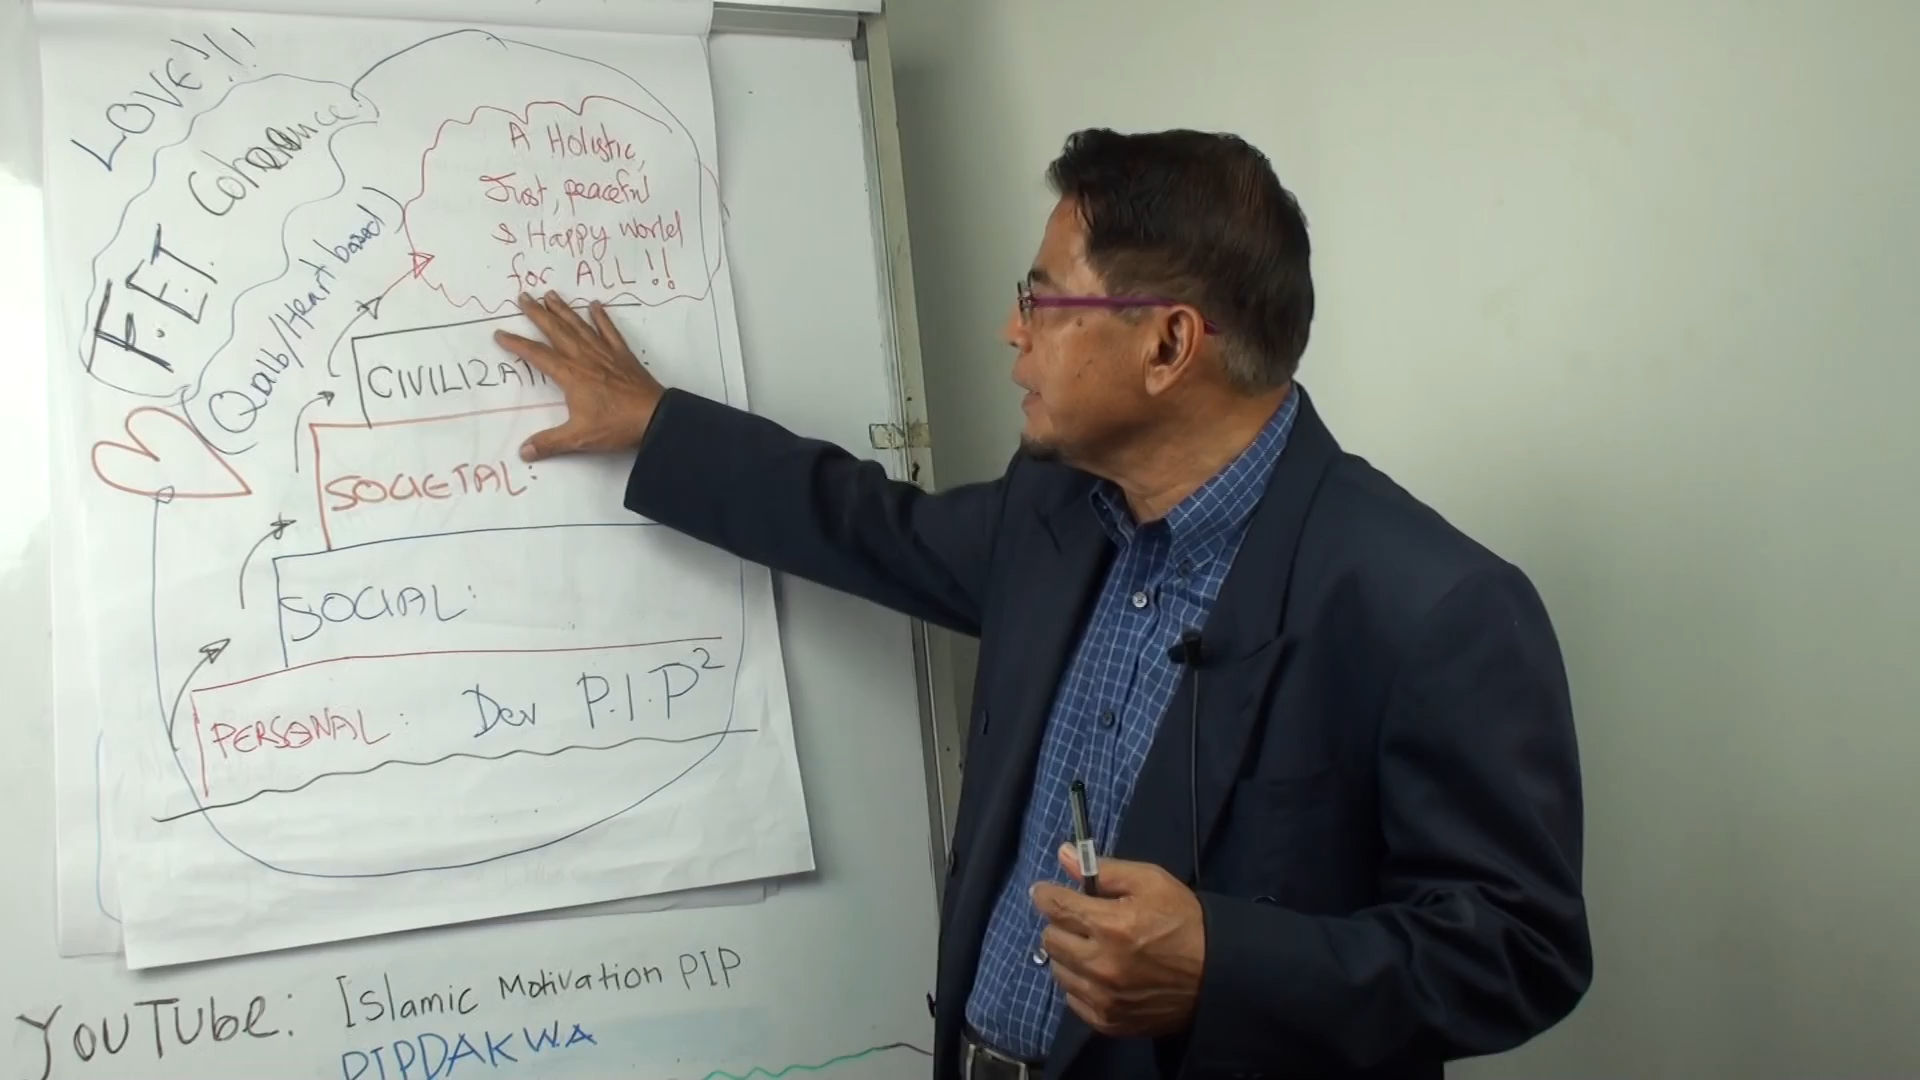 LOVE!!!
F.E.T. Coherance
Qalb/Heart based)
A Holistic,
Just, peaceful
& Happy world
for ALL!!
CIVILIZATI
SOCIETAL:
SOCIAL:
PERSONAL: Dev P.I.P²
YOUTUbe: Islamic Motivation PIP
PIPDAKWA